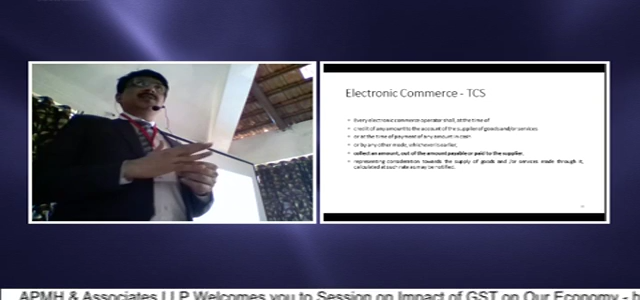 Electronic Commerce - TCS
• Every electronic commerce operator shall, at the time of
• credit of any amount to the account of the supplier of goods and/or services
• or at the time of payment of any amount in cash
• or by any other mode, whichever is earlier,
• collect an amount, out of the amount payable or paid to the supplier,
• representing consideration towards the supply of goods and /or services made through it,
calculated at such rate as may be notified.
APMH & Associates LLP Welcomes you to Session on Impact of GST on Our Economy -